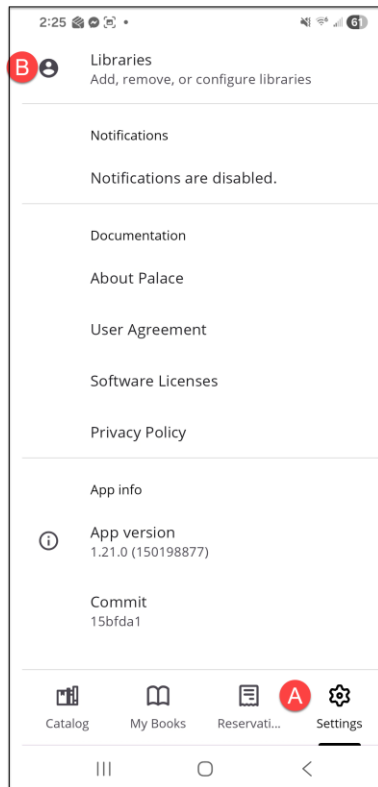 2:25
61
B
Libraries
Add, remove, or configure libraries
Notifications
Notifications are disabled.
Documentation
About Palace
User Agreement
Software Licenses
Privacy Policy
App info
App version
1.21.0 (150198877)
Commit
15bfda1
A
Catalog My Books Reservati... Settings